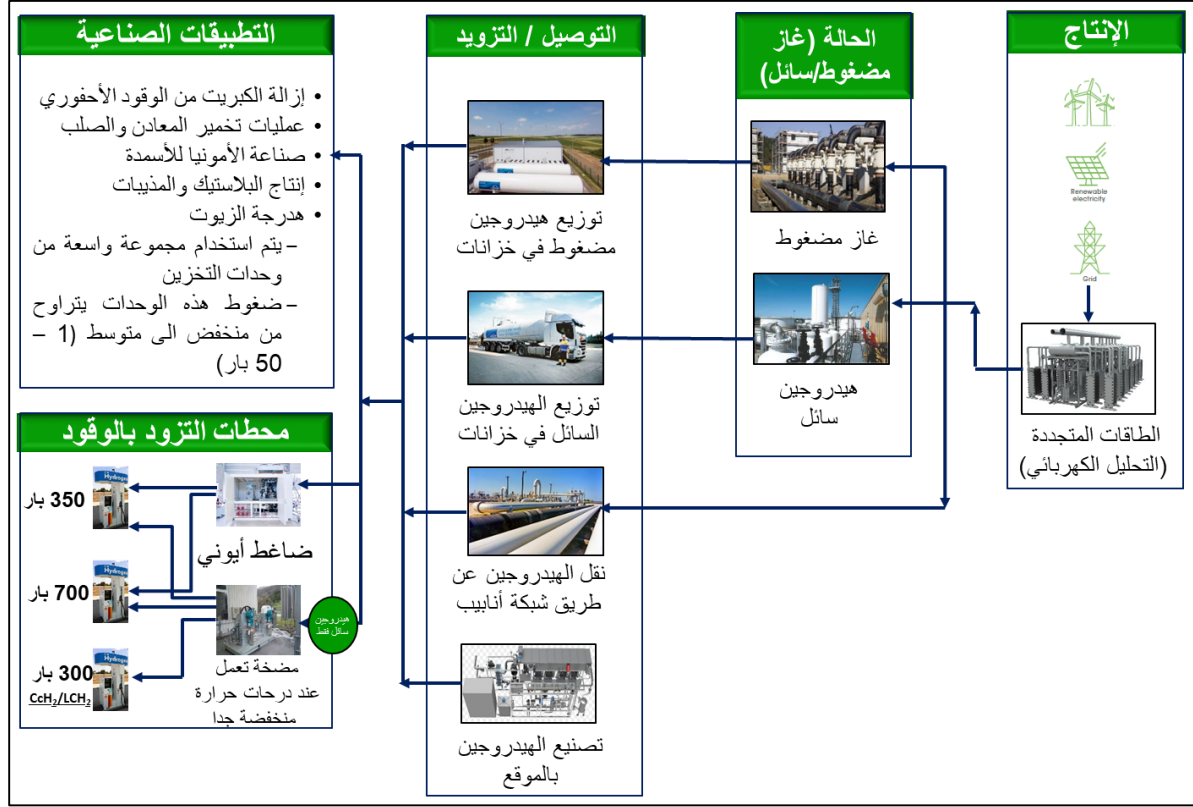 الإنتاج
Renewable
electricity
Grid
الطاقات المتجددة
(التحليل الكهربائي)
الحالة (غاز
مضغوط/سائل)
غاز مضغوط
هيدروجين
سائل
التوصيل / التزويد
توزيع هيدروجين
مضغوط في خزانات
توزيع الهيدروجين
السائل في خزانات
نقل الهيدروجين عن
طريق شبكة أنابيب
تصنيع الهيدروجين
بالموقع
التطبيقات الصناعية
• إزالة الكبريت من الوقود الأحفوري
• عمليات تخمير المعادن والصلب
• صناعة الأمونيا للأسمدة
• إنتاج البلاستيك والمذيبات
• هدرجة الزيوت
– يتم استخدام مجموعة واسعة من
وحدات التخزين
– ضغوط هذه الوحدات يتراوح
من منخفض الى متوسط (1 –
50 بار)
محطات التزود بالوقود
Hydrogen
350 بار
ضاغط أيوني
Hydrogen
700 بار
هيدروجين
سائل فقط
Hydrogen
300 بار
CcH₂/LCH₂
مضخة تعمل
عند درجات حرارة
منخفضة جدا